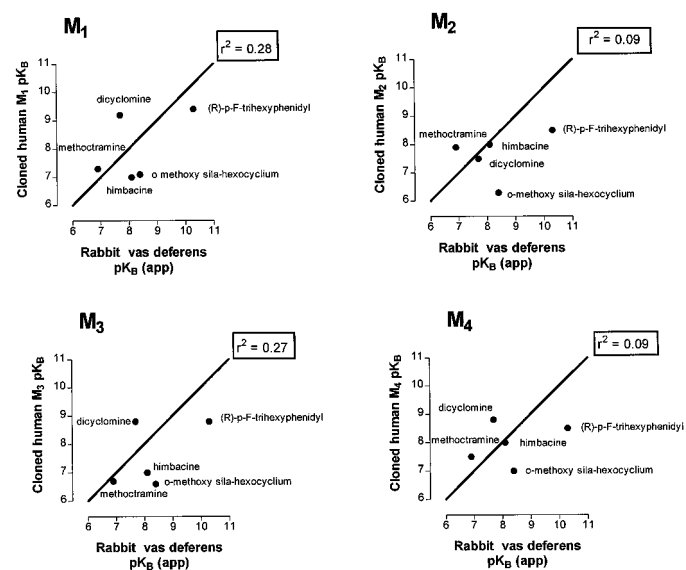 M1
r² = 0.28
Cloned human M1 pKB
11
10
9
8
7
6
dicyclomine
(R)-p-F-trihexyphenidyl
methoctramine
o methoxy sila-hexocyclium
himbacine
6 7 8 9 10 11
Rabbit vas deferens
pKB (app)
M2
r² = 0.09
Cloned human M2 pKB
11
10
9
8
7
6
(R)-p-F-trihexyphenidyl
methoctramine
himbacine
dicyclomine
o-methoxy sila-hexocyclium
6 7 8 9 10 11
Rabbit vas deferens
pKB (app)
M3
r² = 0.27
Cloned human M3 pKB
11
10
9
8
7
6
dicyclomine
(R)-p-F-trihexyphenidyl
himbacine
o-methoxy sila-hexocyclium
methoctramine
6 7 8 9 10 11
Rabbit vas deferens
pKB (app)
M4
r² = 0.09
Cloned human M4 pKB
11
10
9
8
7
6
dicyclomine
(R)-p-F-trihexyphenidyl
methoctramine
himbacine
o-methoxy sila-hexocyclium
6 7 8 9 10 11
Rabbit vas deferens
pKB (app)